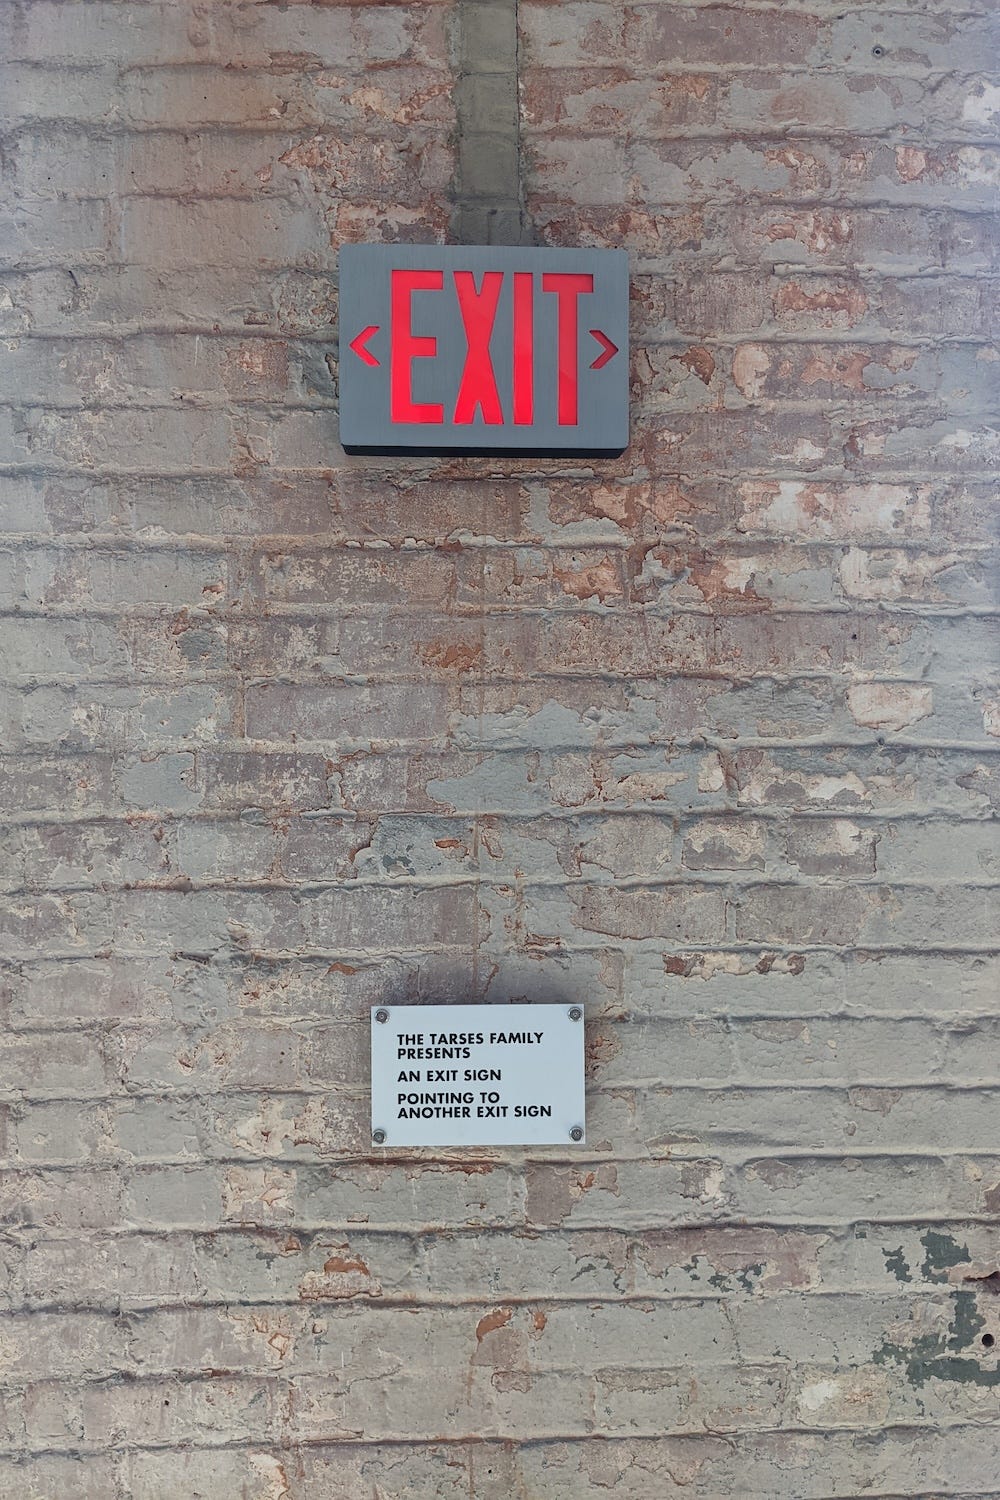 < EXIT >
THE TARSES FAMILY
PRESENTS
AN EXIT SIGN
POINTING TO
ANOTHER EXIT SIGN